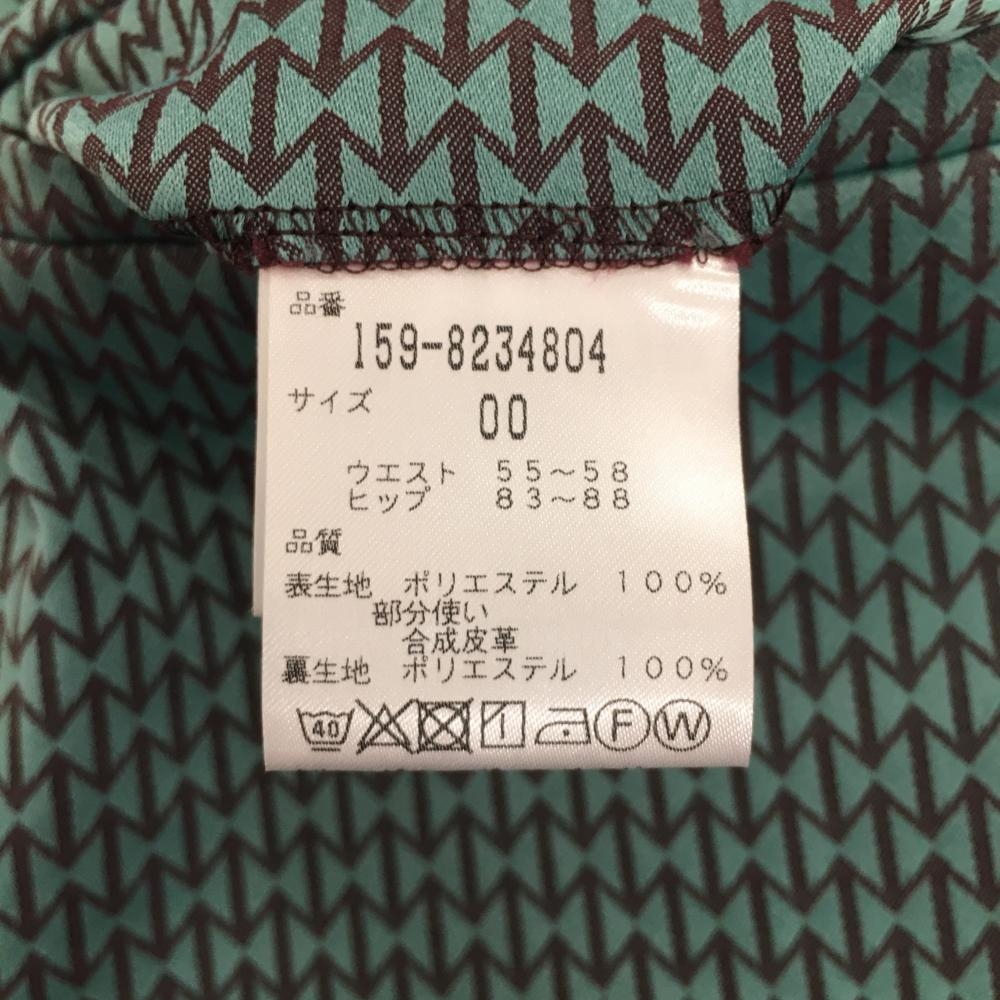 品番
159-8234804
サイズ
00
ウエスト 55～58
ヒップ 83～88
品質
表生地 ポリエステル 100%
部分使い
合成皮革
裏生地 ポリエステル 100%
40 F W